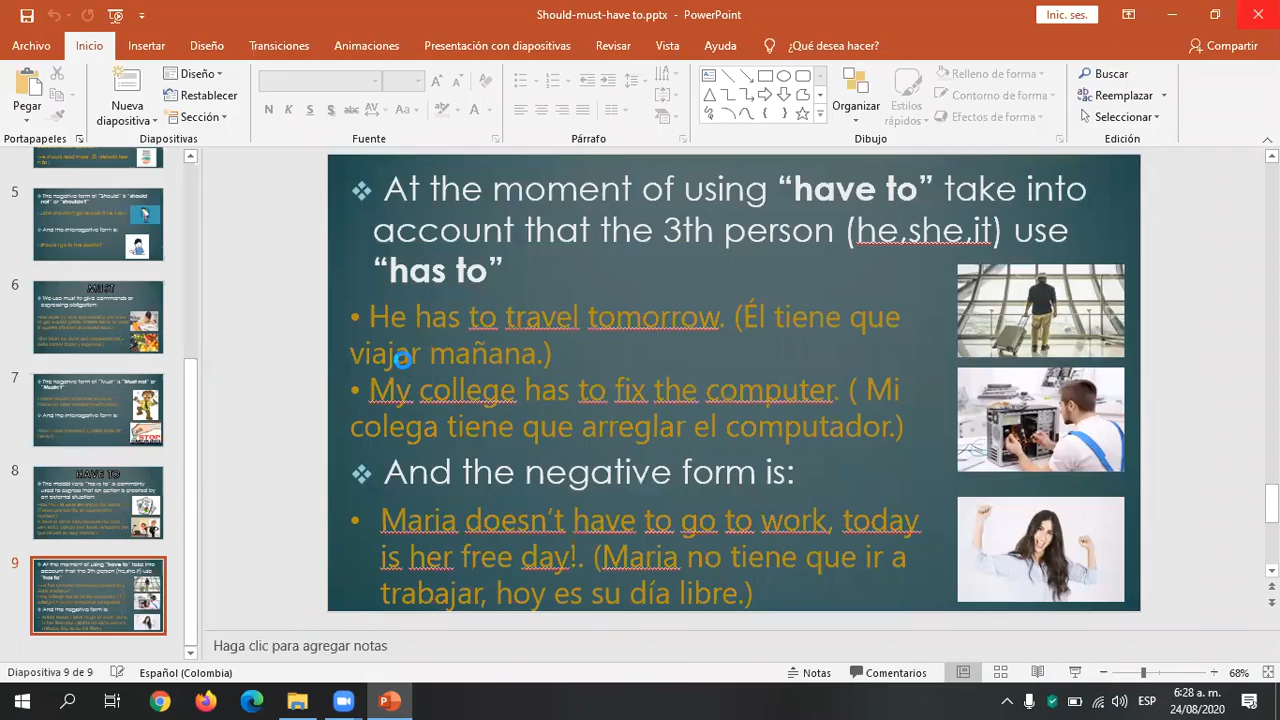 Should-must-have to.pptx - PowerPoint
Inic. ses.
Archivo Inicio Insertar Diseño Transiciones Animaciones Presentación con diapositivas Revisar Vista Ayuda ¿Qué desea hacer? Compartir
Pegar
Nueva diapositiva
Diseño
Restablecer
Sección
N K S S abc AV Aa
Organizar
Estilos rápidos
Relleno de forma
Contorno de forma
Efectos de forma
Buscar
Reemplazar
Seleccionar
Portapapeles Diapositivas Fuente Párrafo Dibujo Edición
5
6
MUST
7
8
HAVE TO
9
At the moment of using “have to” take into
account that the 3th person (he,she,it) use
“has to”
• He has to travel tomorrow. (Él tiene que
viajar mañana.)
• My college has to fix the computer. ( Mi
colega tiene que arreglar el computador.)
And the negative form is:
• Maria doesn’t have to go to work, today
is her free day!. (Maria no tiene que ir a
trabajar, hoy es su día libre.)
Haga clic para agregar notas
Diapositiva 9 de 9 Español (Colombia) Notas Comentarios 68%
ESP
6:28 a. m.
24/08/2020